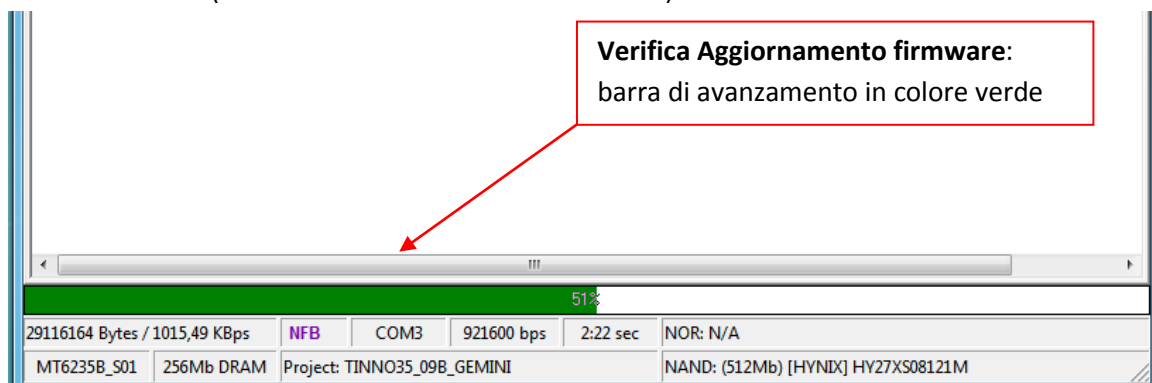 Verifica Aggiornamento firmware:
barra di avanzamento in colore verde
51%
29116164 Bytes / 1015,49 KBps NFB COM3 921600 bps 2:22 sec NOR: N/A
MT6235B_S01 256Mb DRAM Project: TINNO35_09B_GEMINI NAND: (512Mb) [HYNIX] HY27XS08121M